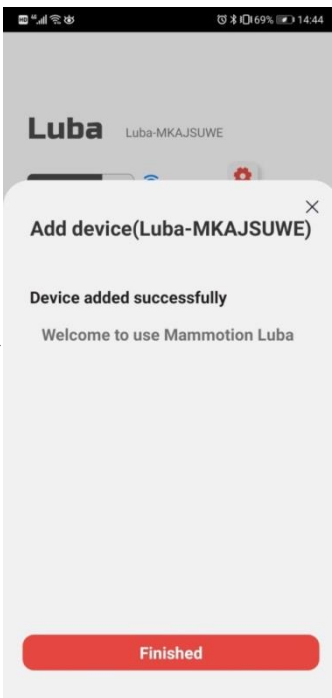 69% 14:44
Luba Luba-MKAJSUWE
Add device(Luba-MKAJSUWE)
Device added successfully
Welcome to use Mammotion Luba
Finished